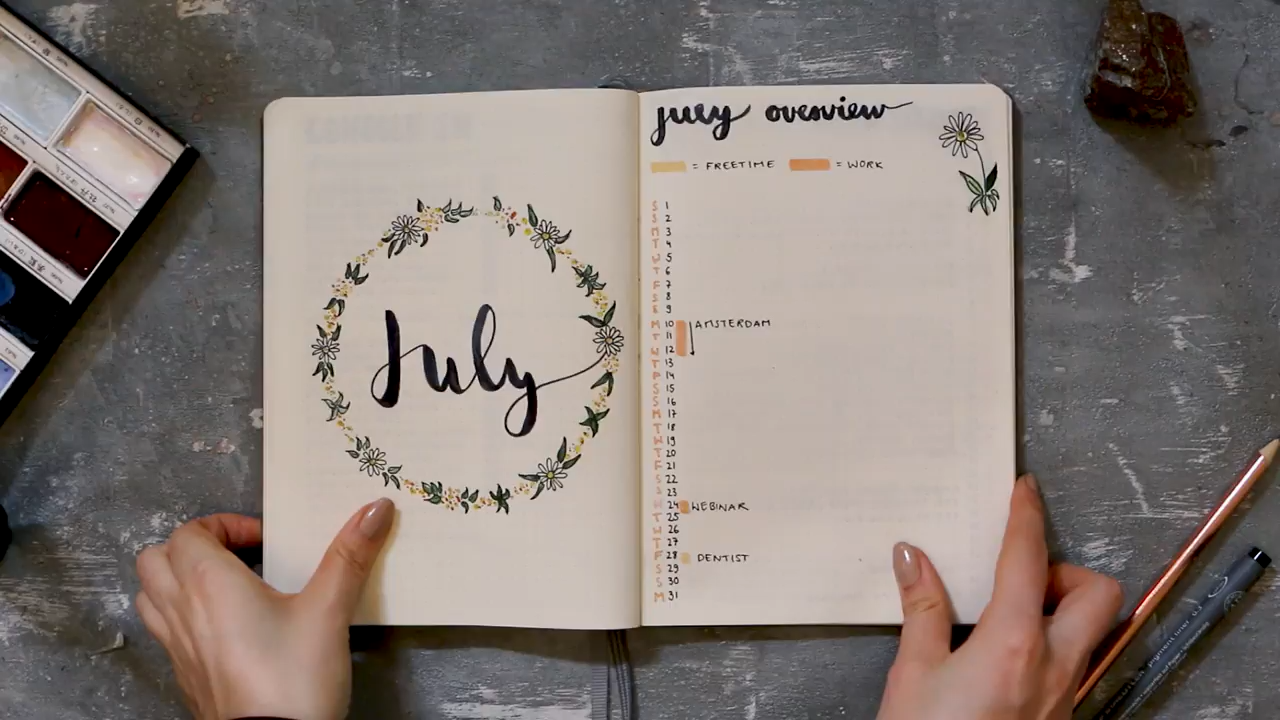 July
july overview
= FREETIME = WORK
S 1
S 2
M 3
T 4
W 5
T 6
F 7
S 8
S 9
M 10 AMSTERDAM
T 11
W 12
T 13
F 14
S 15
S 16
M 17
T 18
W 19
T 20
F 21
S 22
S 23
M 24 WEBINAR
T 25
W 26
T 27
F 28 DENTIST
S 29
S 30
M 31